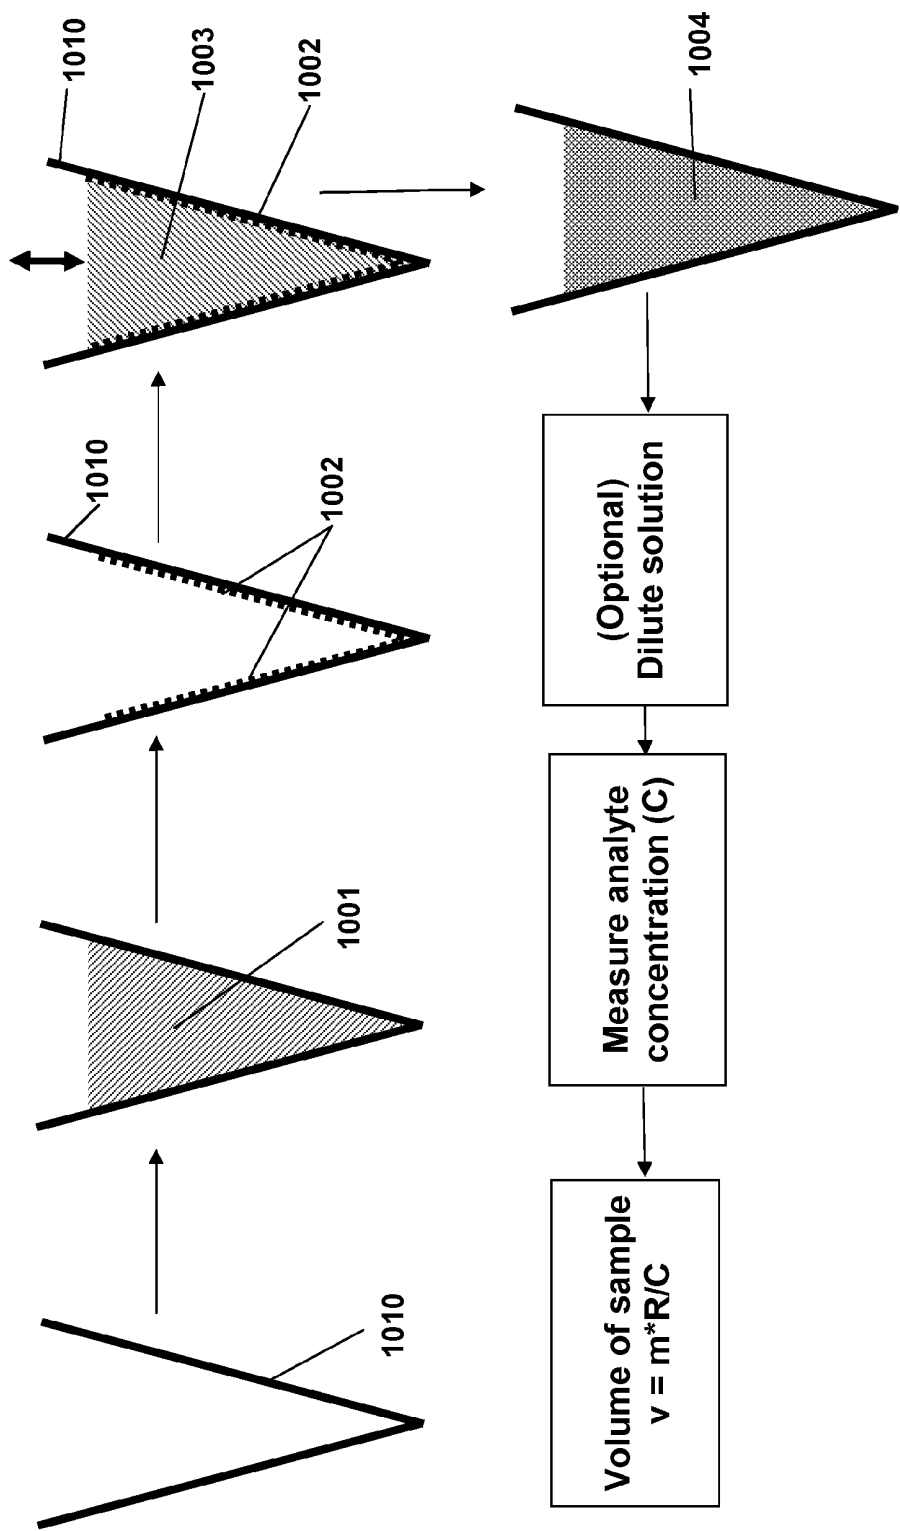 1010
1001
1010
1002
1010
1003
1002
1004
(Optional)
Dilute solution
Measure analyte
concentration (C)
Volume of sample
v = m*R/C